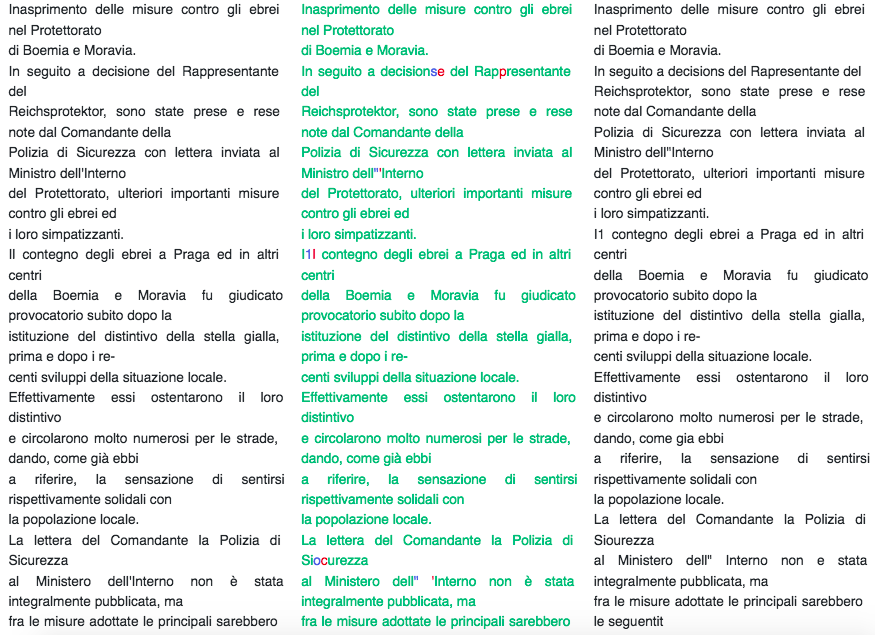 Inasprimento delle misure contro gli ebrei
nel Protettorato
di Boemia e Moravia.
In seguito a decisione del Rappresentante
del
Reichsprotektor, sono state prese e rese
note dal Comandante della
Polizia di Sicurezza con lettera inviata al
Ministro dell'Interno
del Protettorato, ulteriori importanti misure
contro gli ebrei ed
i loro simpatizzanti.
Il contegno degli ebrei a Praga ed in altri
centri
della Boemia e Moravia fu giudicato
provocatorio subito dopo la
istituzione del distintivo della stella gialla,
prima e dopo i re-
centi sviluppi della situazione locale.
Effettivamente essi ostentarono il loro
distintivo
e circolarono molto numerosi per le strade,
dando, come già ebbi
a riferire, la sensazione di sentirsi
rispettivamente solidali con
la popolazione locale.
La lettera del Comandante la Polizia di
Sicurezza
al Ministero dell'Interno non è stata
integralmente pubblicata, ma
fra le misure adottate le principali sarebbero
Inasprimento delle misure contro gli ebrei
nel Protettorato
di Boemia e Moravia.
In seguito a decisionse del Rappresentante
del
Reichsprotektor, sono state prese e rese
note dal Comandante della
Polizia di Sicurezza con lettera inviata al
Ministro dell"'Interno
del Protettorato, ulteriori importanti misure
contro gli ebrei ed
i loro simpatizzanti.
I1l contegno degli ebrei a Praga ed in altri
centri
della Boemia e Moravia fu giudicato
provocatorio subito dopo la
istituzione del distintivo della stella gialla,
prima e dopo i re-
centi sviluppi della situazione locale.
Effettivamente essi ostentarono il loro
distintivo
e circolarono molto numerosi per le strade,
dando, come già ebbi
a riferire, la sensazione di sentirsi
rispettivamente solidali con
la popolazione locale.
La lettera del Comandante la Polizia di
Siocurezza
al Ministero dell" 'Interno non è stata
integralmente pubblicata, ma
fra le misure adottate le principali sarebbero
Inasprimento delle misure contro gli ebrei
nel Protettorato
di Boemia e Moravia.
In seguito a decisions del Rapresentante del
Reichsprotektor, sono state prese e rese
note dal Comandante della
Polizia di Sicurezza con lettera inviata al
Ministro dell"Interno
del Protettorato, ulteriori importanti misure
contro gli ebrei ed
i loro simpatizzanti.
I1 contegno degli ebrei a Praga ed in altri
centri
della Boemia e Moravia fu giudicato
provocatorio subito dopo la
istituzione del distintivo della stella gialla,
prima e dopo i re-
centi sviluppi della situazione locale.
Effettivamente essi ostentarono il loro
distintivo
e circolarono molto numerosi per le strade,
dando, come gia ebbi
a riferire, la sensazione di sentirsi
rispettivamente solidali con
la popolazione locale.
La lettera del Comandante la Polizia di
Siourezza
al Ministero dell" Interno non e stata
integralmente pubblicata, ma
fra le misure adottate le principali sarebbero
le seguentit